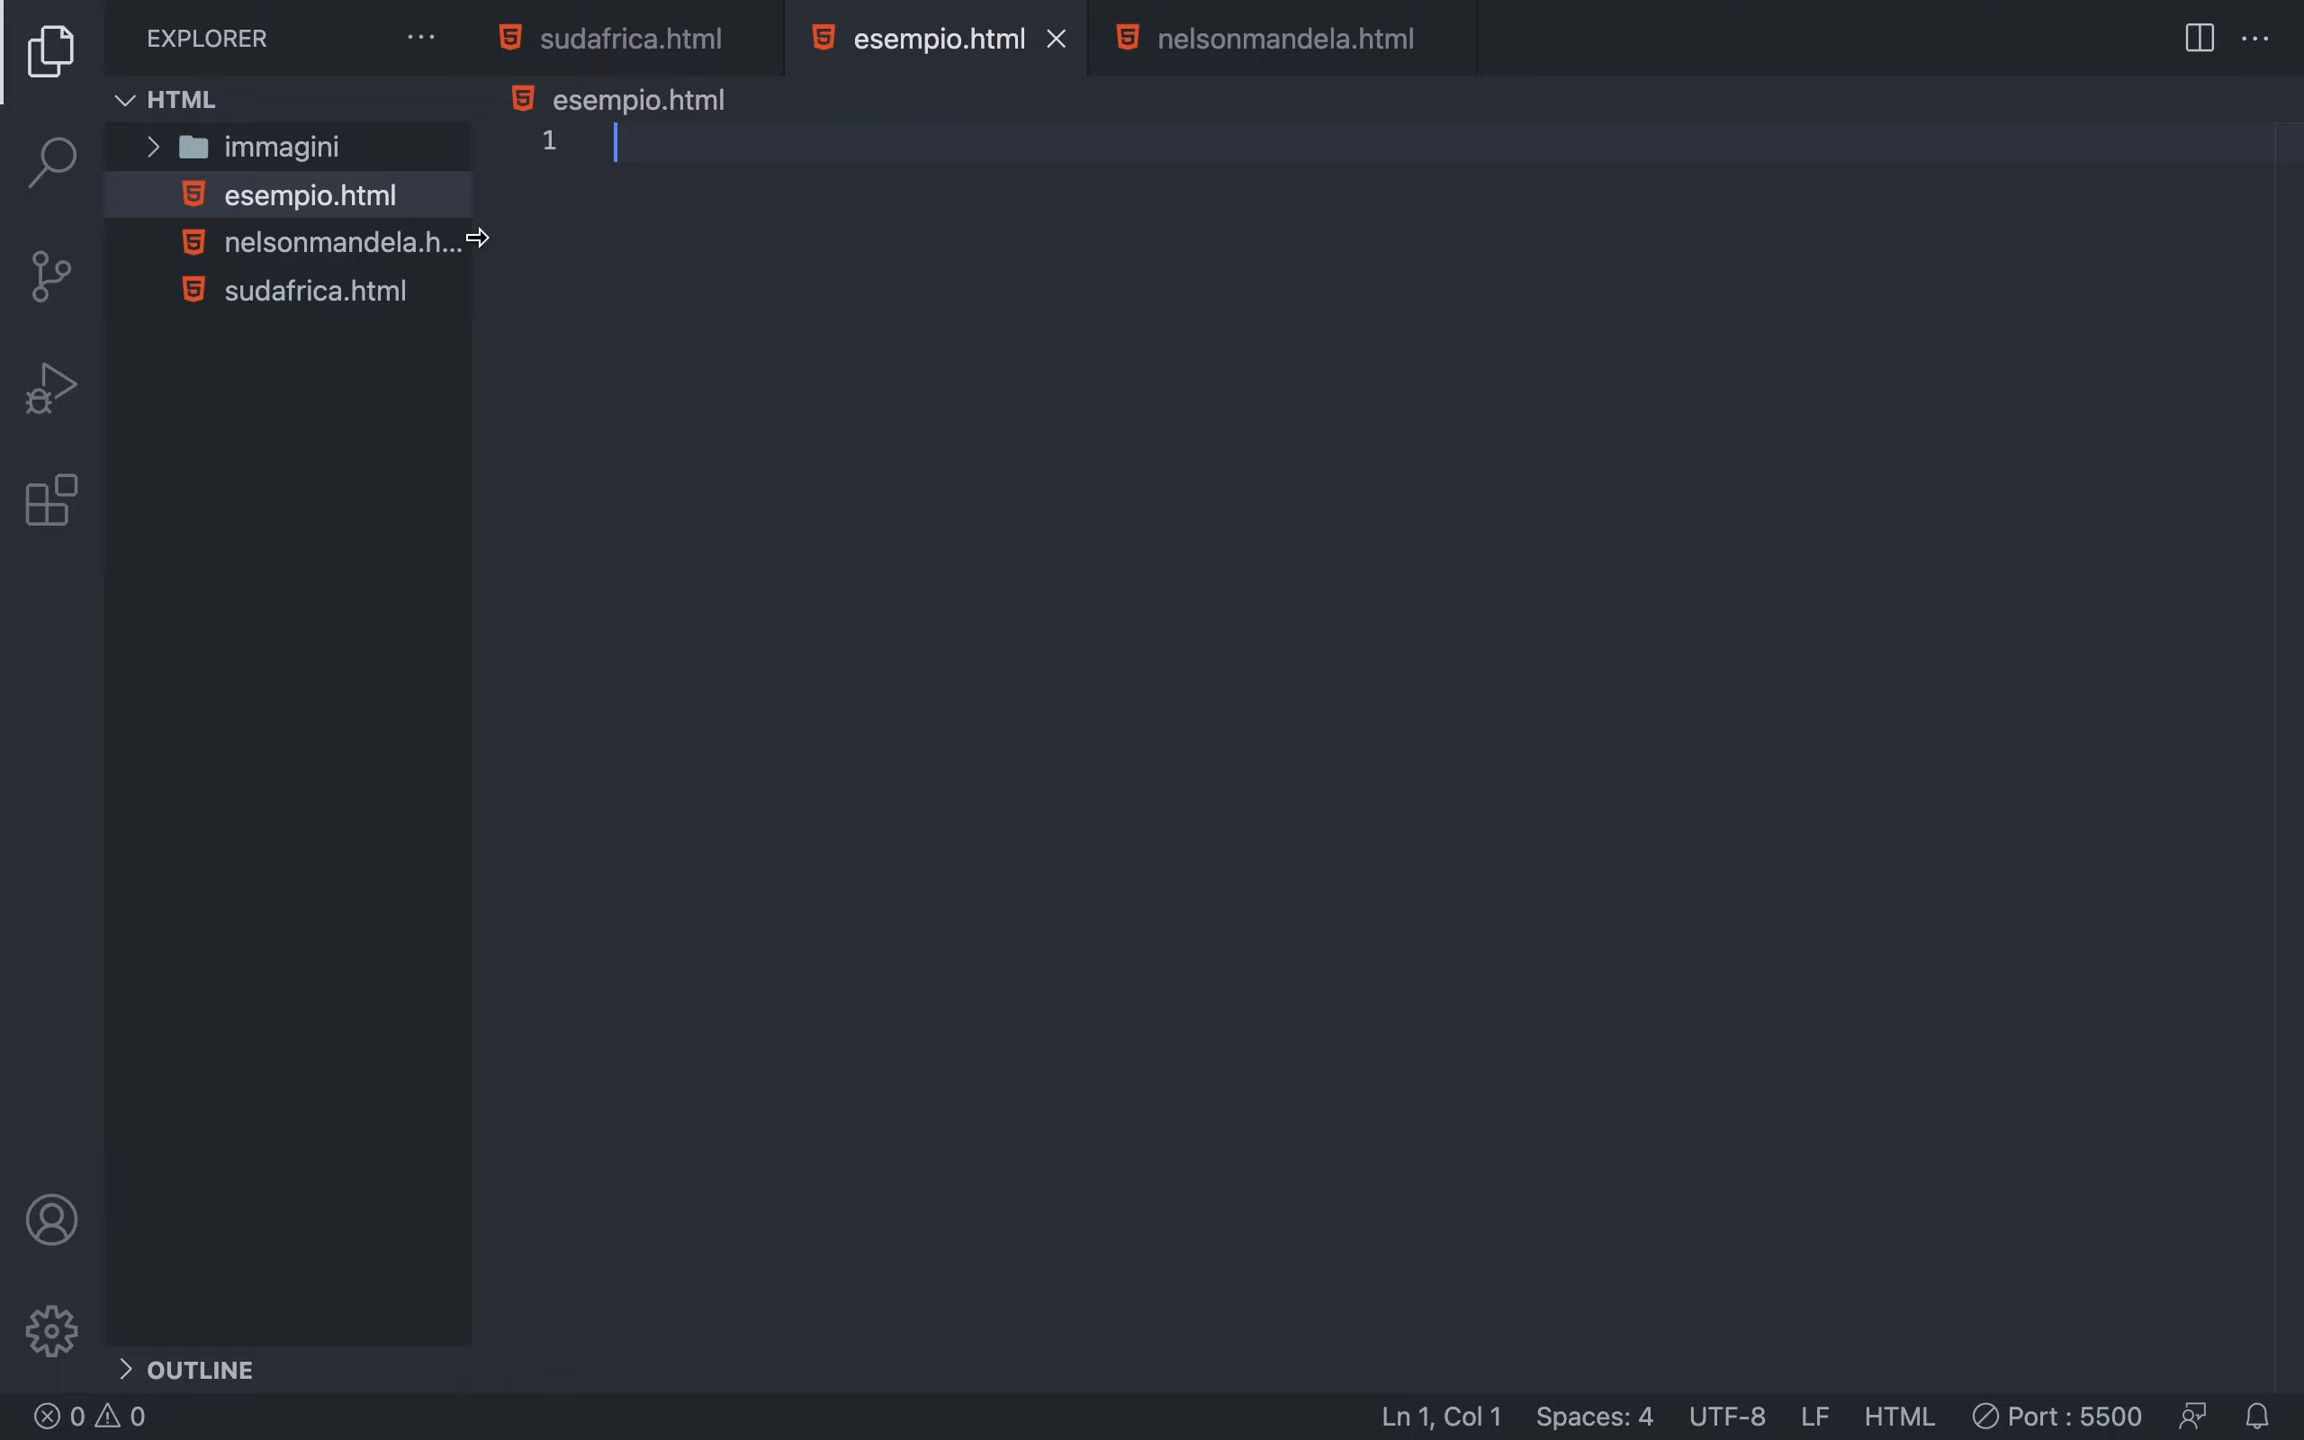 EXPLORER
sudafrica.html
esempio.html
nelsonmandela.html
HTML
esempio.html
immagini
esempio.html
nelsonmandela.h...
sudafrica.html
1
OUTLINE
0 0
Ln 1, Col 1 Spaces: 4 UTF-8 LF HTML Port : 5500